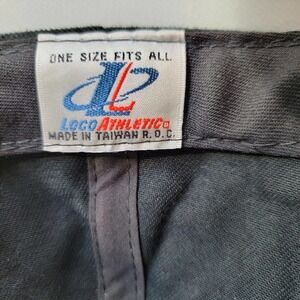 ONE SIZE FITS ALL
LOGO ATHLETIC
MADE IN TAIWAN R.O.C.